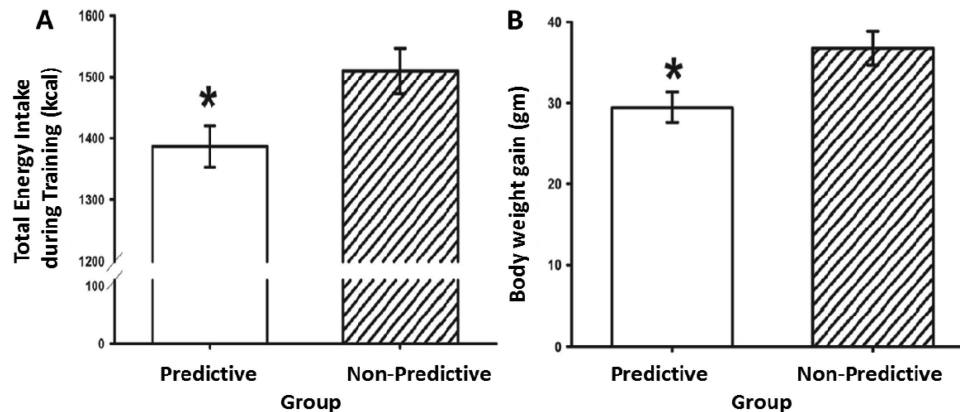 A
Total Energy Intake
during Training (kcal)
1600
1500
1400
1300
1200
100
0
*
Predictive
Non-Predictive
Group
B
Body weight gain (gm)
40
30
20
10
0
*
Predictive
Non-Predictive
Group